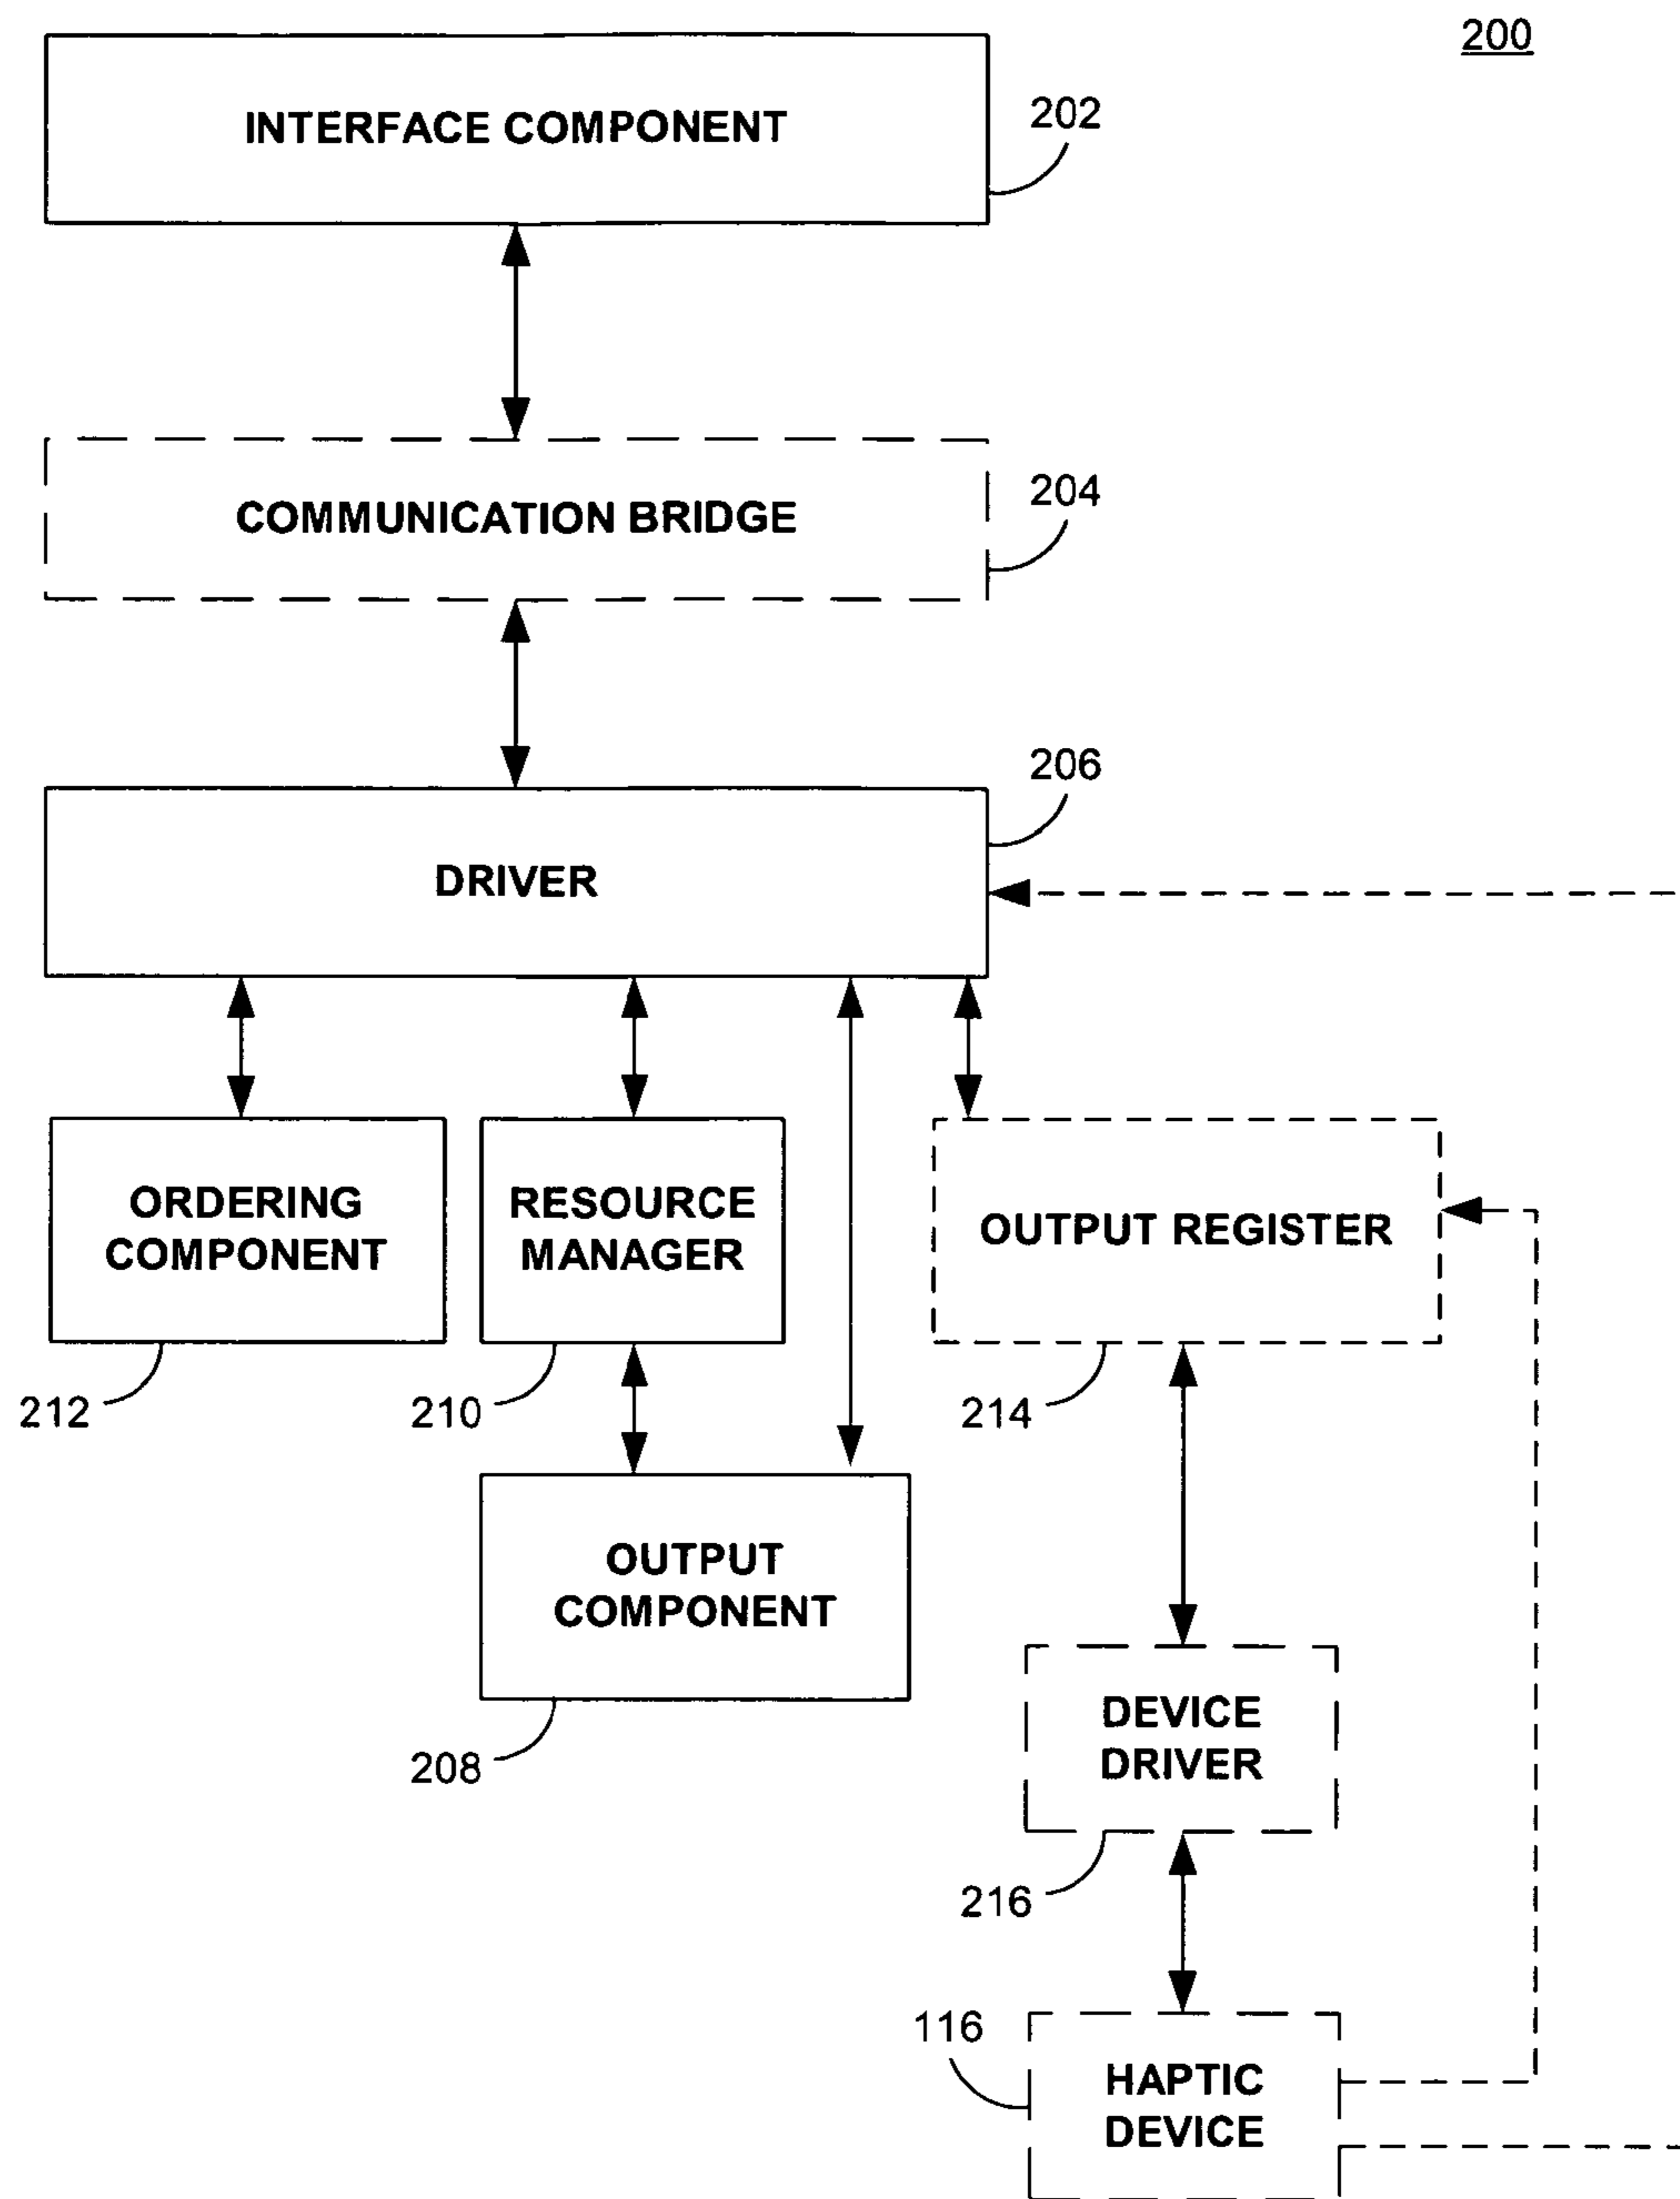 200
INTERFACE COMPONENT
202
COMMUNICATION BRIDGE
204
206
DRIVER
ORDERING
COMPONENT
RESOURCE
MANAGER
OUTPUT REGISTER
212
210
214
OUTPUT
COMPONENT
208
DEVICE
DRIVER
216
116
HAPTIC
DEVICE